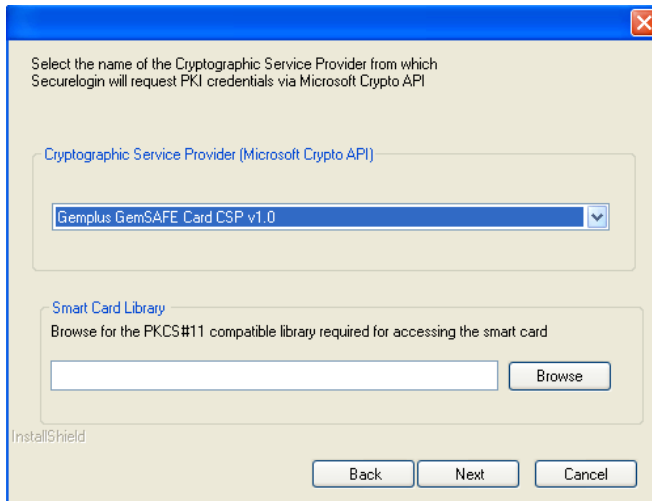 Select the name of the Cryptographic Service Provider from which
Securelogin will request PKI credentials via Microsoft Crypto API
Cryptographic Service Provider (Microsoft Crypto API)
Gemplus GemSAFE Card CSP v1.0
Smart Card Library
Browse for the PKCS#11 compatible library required for accessing the smart card
Browse
InstallShield
Back Next Cancel